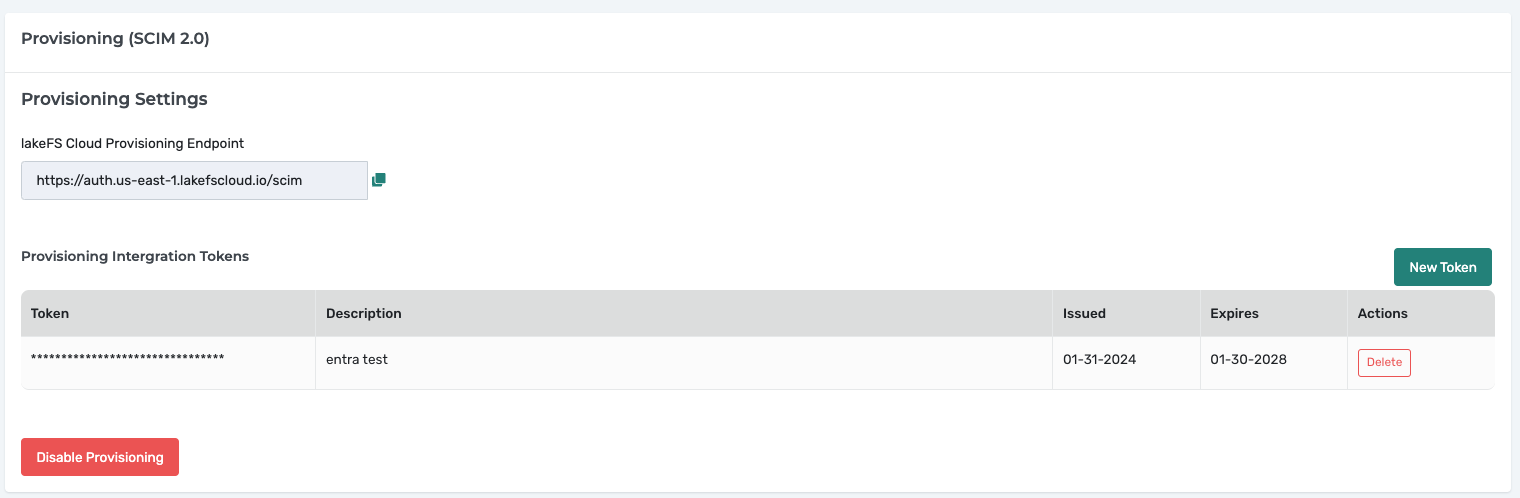 Provisioning (SCIM 2.0)
Provisioning Settings
lakeFS Cloud Provisioning Endpoint
https://auth.us-east-1.lakefscloud.io/scim
Provisioning Intergration Tokens
New Token
Token Description Issued Expires Actions
******************************** entra test 01-31-2024 01-30-2028 Delete
Disable Provisioning